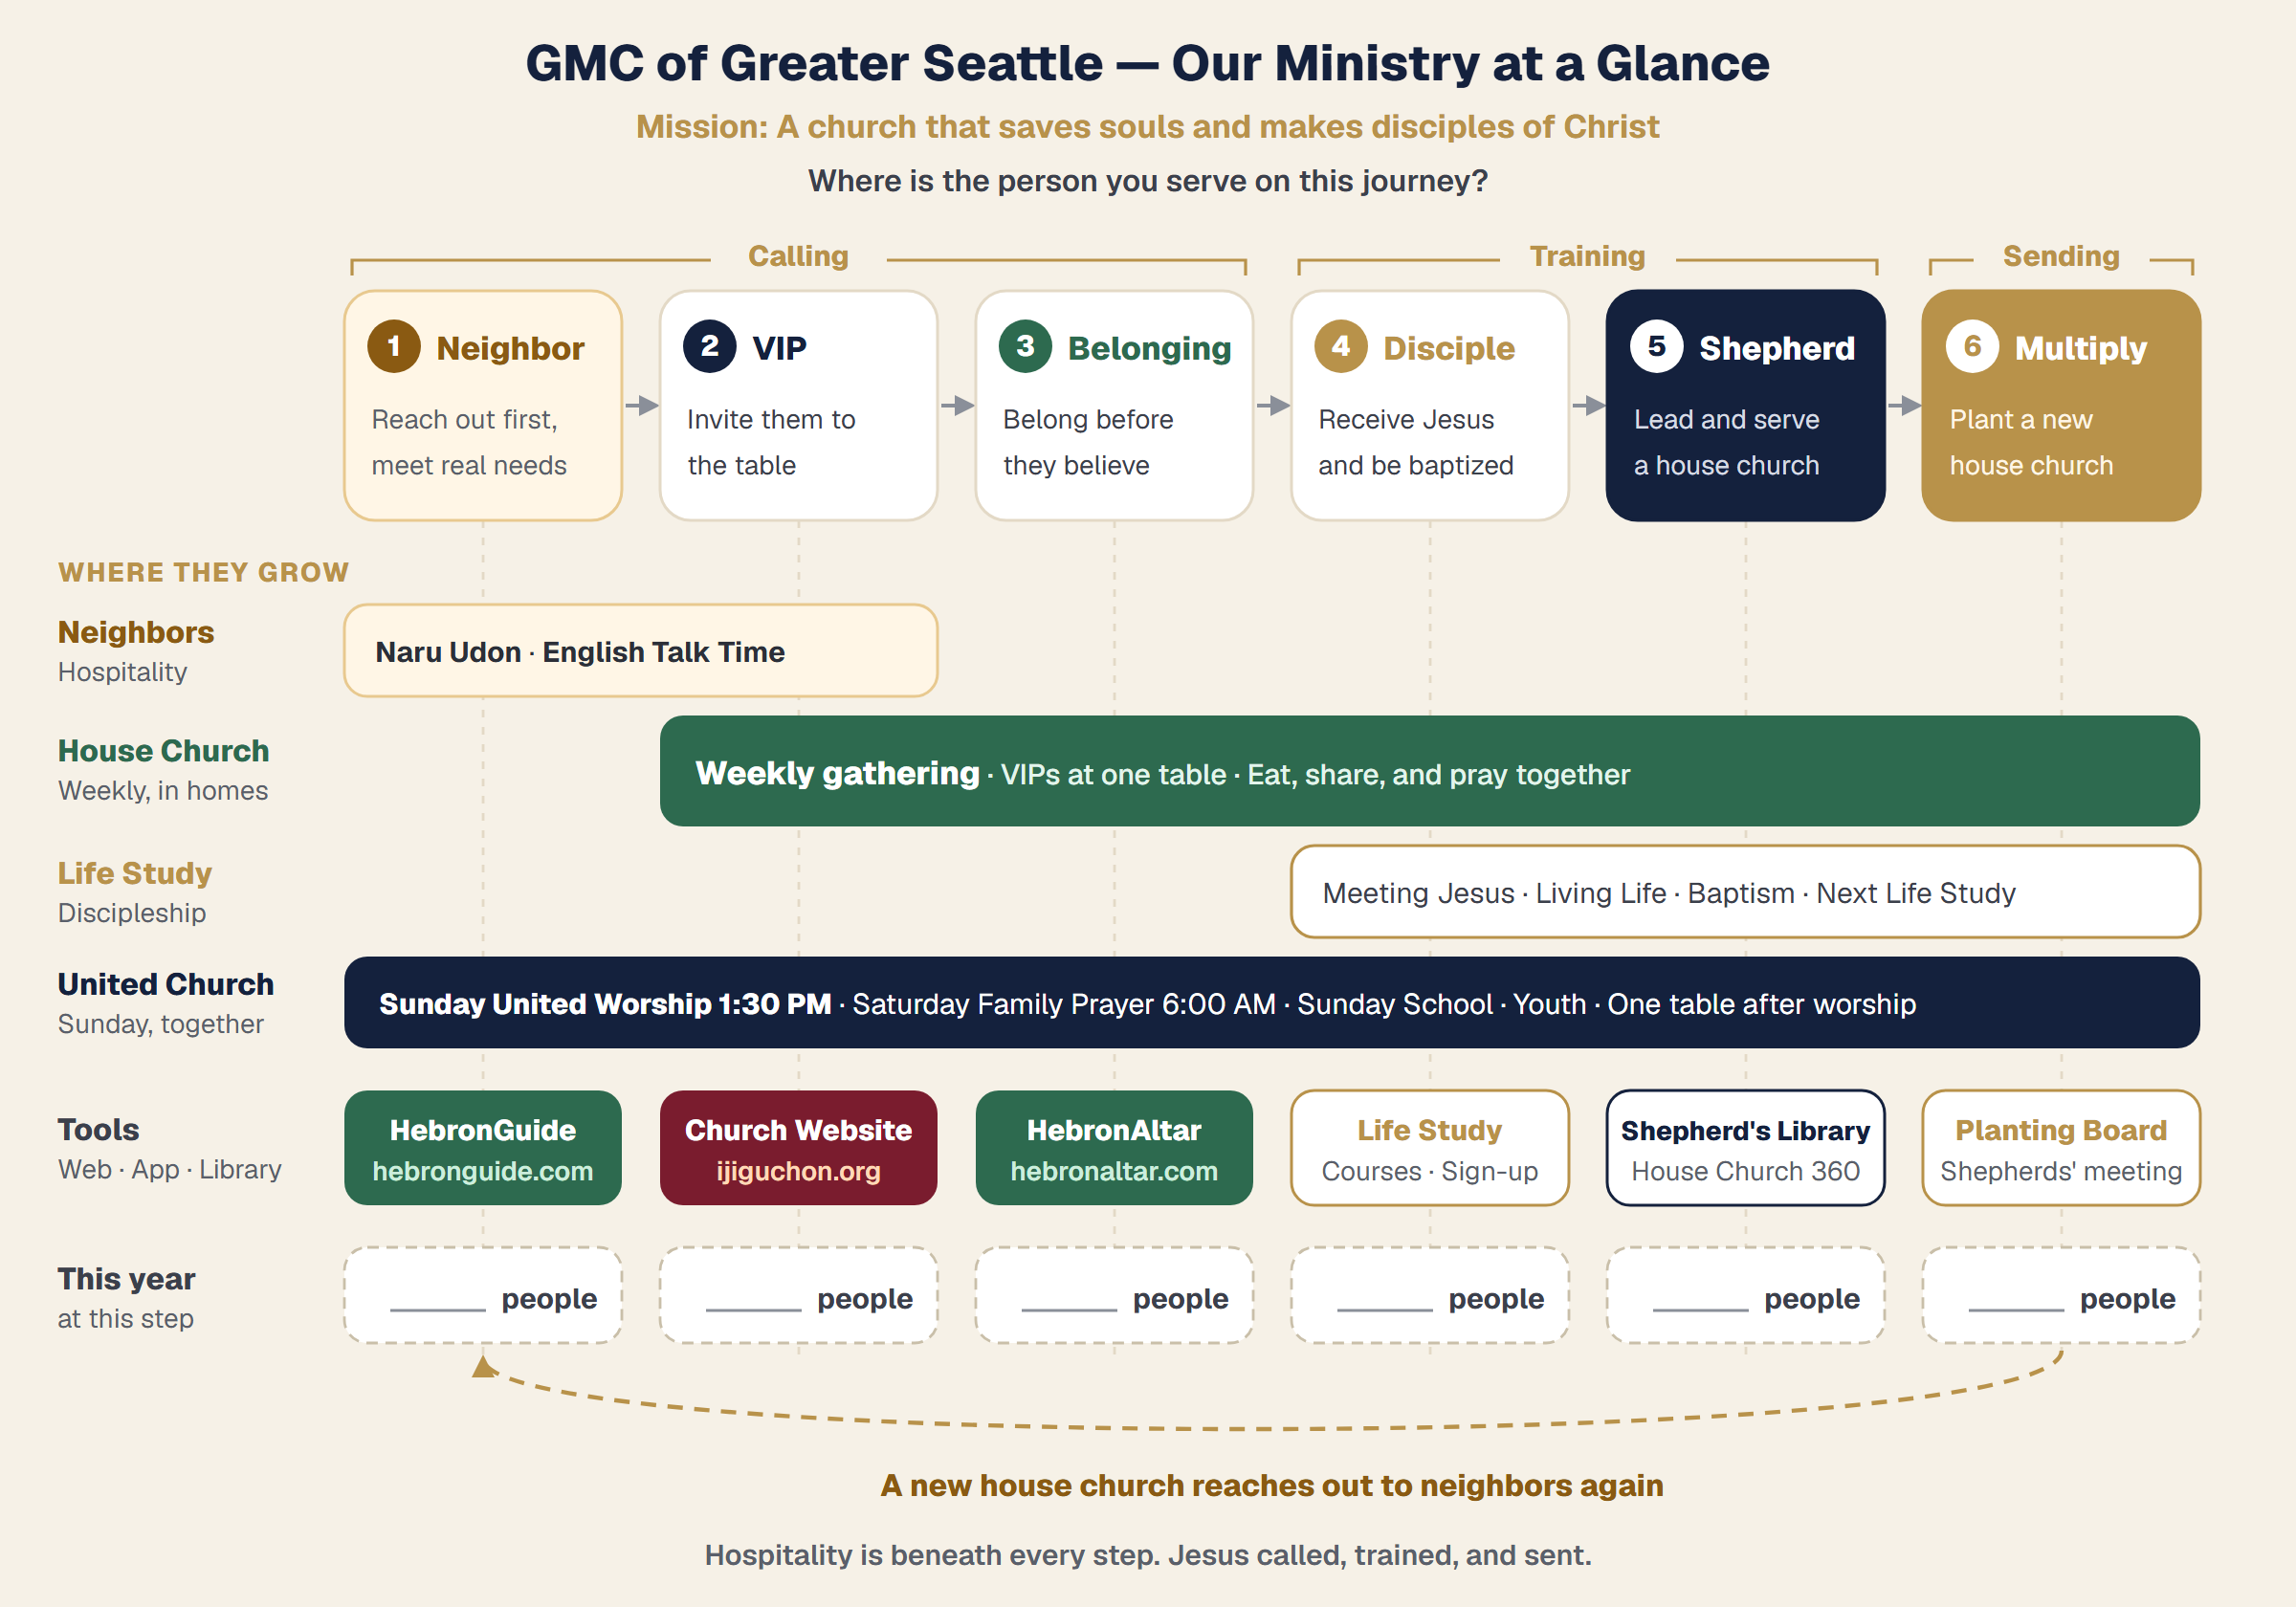 GMC of Greater Seattle — Our Ministry at a Glance
Mission: A church that saves souls and makes disciples of Christ
Where is the person you serve on this journey?
Calling
Training
Sending
1 Neighbor
Reach out first,
meet real needs
2 VIP
Invite them to
the table
3 Belonging
Belong before
they believe
4 Disciple
Receive Jesus
and be baptized
5 Shepherd
Lead and serve
a house church
6 Multiply
Plant a new
house church
WHERE THEY GROW
Neighbors
Hospitality
Naru Udon · English Talk Time
House Church
Weekly, in homes
Weekly gathering · VIPs at one table · Eat, share, and pray together
Life Study
Discipleship
Meeting Jesus · Living Life · Baptism · Next Life Study
United Church
Sunday, together
Sunday United Worship 1:30 PM · Saturday Family Prayer 6:00 AM · Sunday School · Youth · One table after worship
Tools
Web · App · Library
HebronGuide
hebronguide.com
Church Website
ijiguchon.org
HebronAltar
hebronaltar.com
Life Study
Courses · Sign-up
Shepherd's Library
House Church 360
Planting Board
Shepherds' meeting
This year
at this step
______ people
______ people
______ people
______ people
______ people
______ people
A new house church reaches out to neighbors again
Hospitality is beneath every step. Jesus called, trained, and sent.